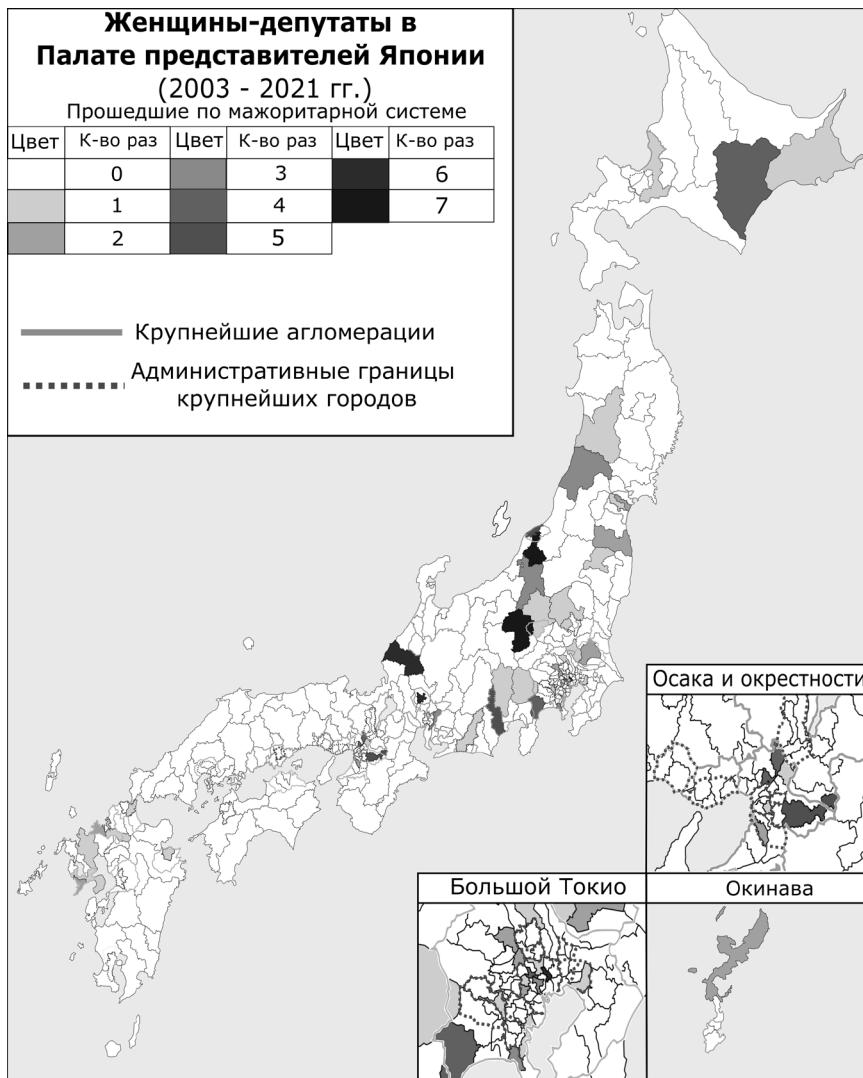 Женщины-депутаты в
Палате представителей Японии
(2003 - 2021 гг.)
Прошедшие по мажоритарной системе
Цвет К-во раз Цвет К-во раз Цвет К-во раз
0 3 6
1 4 7
2 5
Крупнейшие агломерации
Административные границы
крупнейших городов
Осака и окрестности
Большой Токио
Окинава